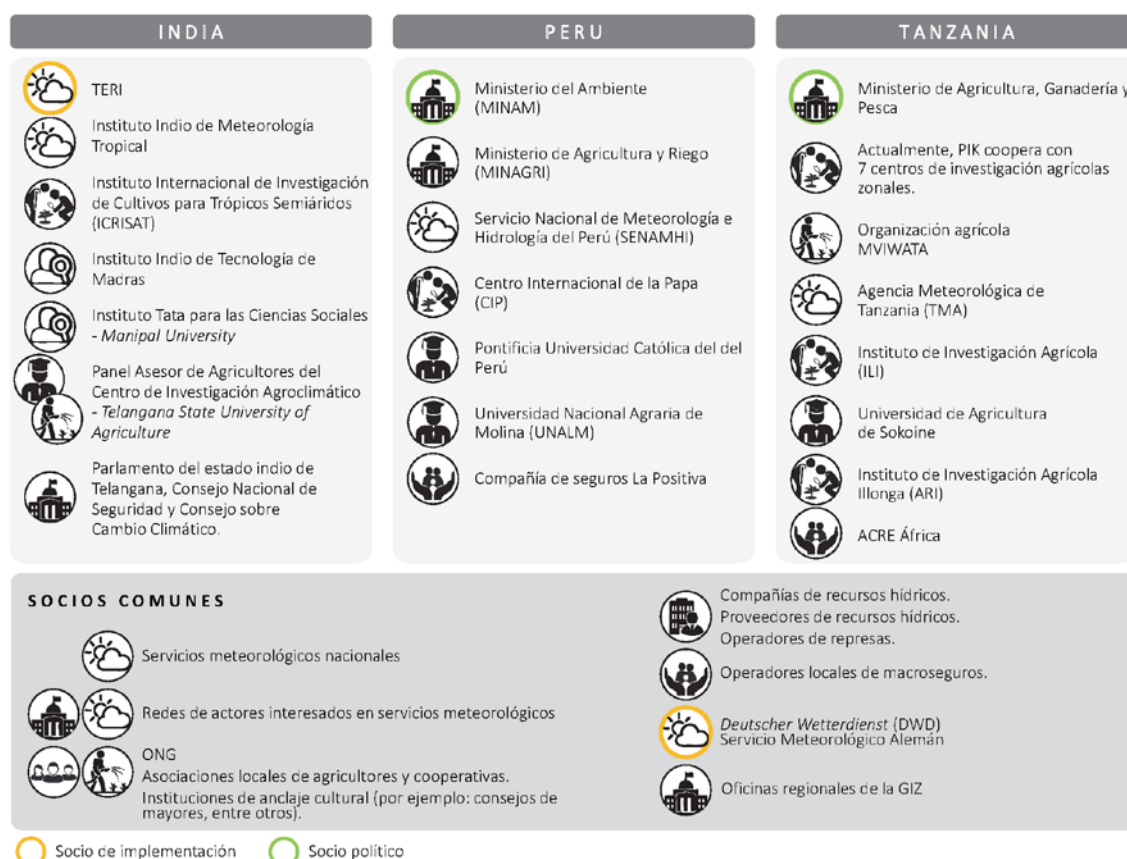 INDIA
TERI
Instituto Indio de Meteorología
Tropical
Instituto Internacional de Investigación
de Cultivos para Trópicos Semiáridos
(ICRISAT)
Instituto Indio de Tecnología de
Madras
Instituto Tata para las Ciencias Sociales
- Manipal University
Panel Asesor de Agricultores del
Centro de Investigación Agroclimático
- Telangana State University of
Agriculture
Parlamento del estado indio de
Telangana, Consejo Nacional de
Seguridad y Consejo sobre
Cambio Climático.
PERU
Ministerio del Ambiente
(MINAM)
Ministerio de Agricultura y Riego
(MINAGRI)
Servicio Nacional de Meteorología e
Hidrología del Perú (SENAMHI)
Centro Internacional de la Papa
(CIP)
Pontificia Universidad Católica del del
Perú
Universidad Nacional Agraria de
Molina (UNALM)
Compañía de seguros La Positiva
TANZANIA
Ministerio de Agricultura, Ganadería y
Pesca
Actualmente, PIK coopera con
7 centros de investigación agrícolas
zonales.
Organización agrícola
MVIWATA
Agencia Meteorológica de
Tanzania (TMA)
Instituto de Investigación Agrícola
(ILI)
Universidad de Agricultura
de Sokoine
Instituto de Investigación Agrícola
Illonga (ARI)
ACRE África
SOCIOS COMUNES
Servicios meteorológicos nacionales
Redes de actores interesados en servicios meteorológicos
ONG
Asociaciones locales de agricultores y cooperativas.
Instituciones de anclaje cultural (por ejemplo: consejos de
mayores, entre otros).
Compañías de recursos hídricos.
Proveedores de recursos hídricos.
Operadores de represas.
Operadores locales de macroseguros.
Deutscher Wetterdienst (DWD)
Servicio Meteorológico Alemán
Oficinas regionales de la GIZ
Socio de implementación
Socio político